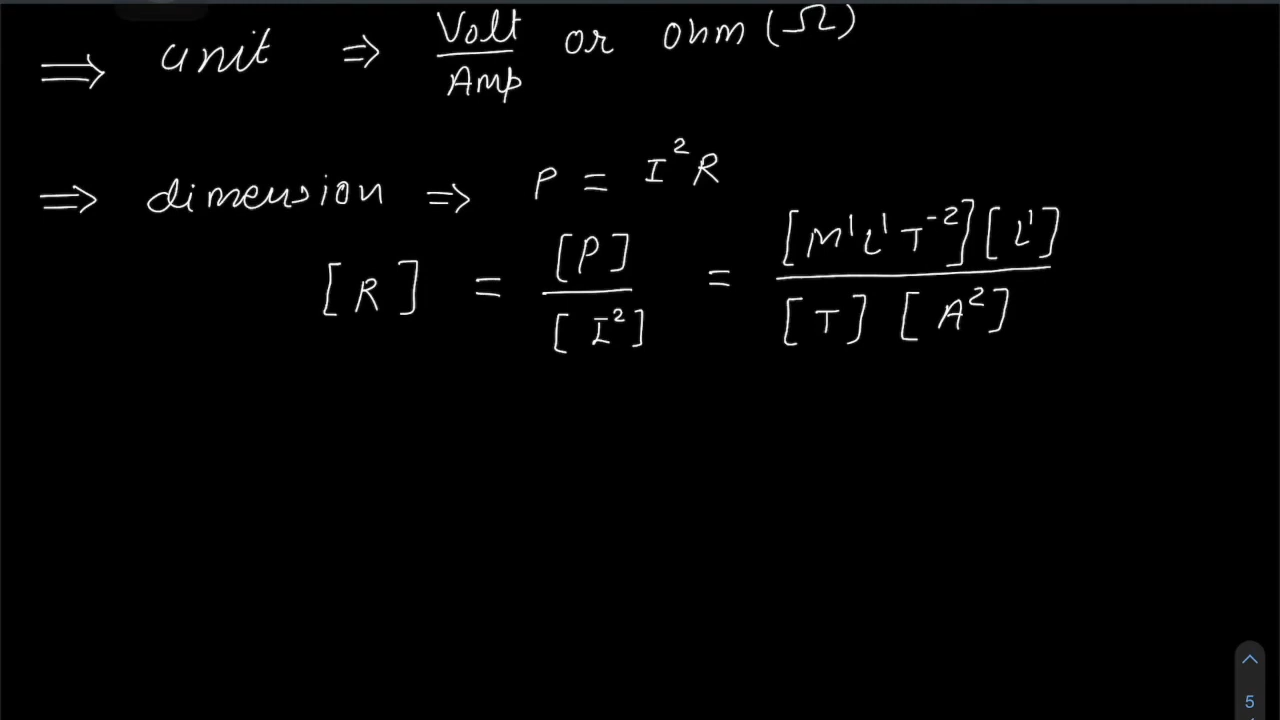 ⇒ unit ⇒ Volt/Amp or ohm (Ω)
⇒ dimension ⇒ P = I²R
[R] = [P]/[I²] = [M¹L¹T⁻²][L¹]/[T][A²]
5